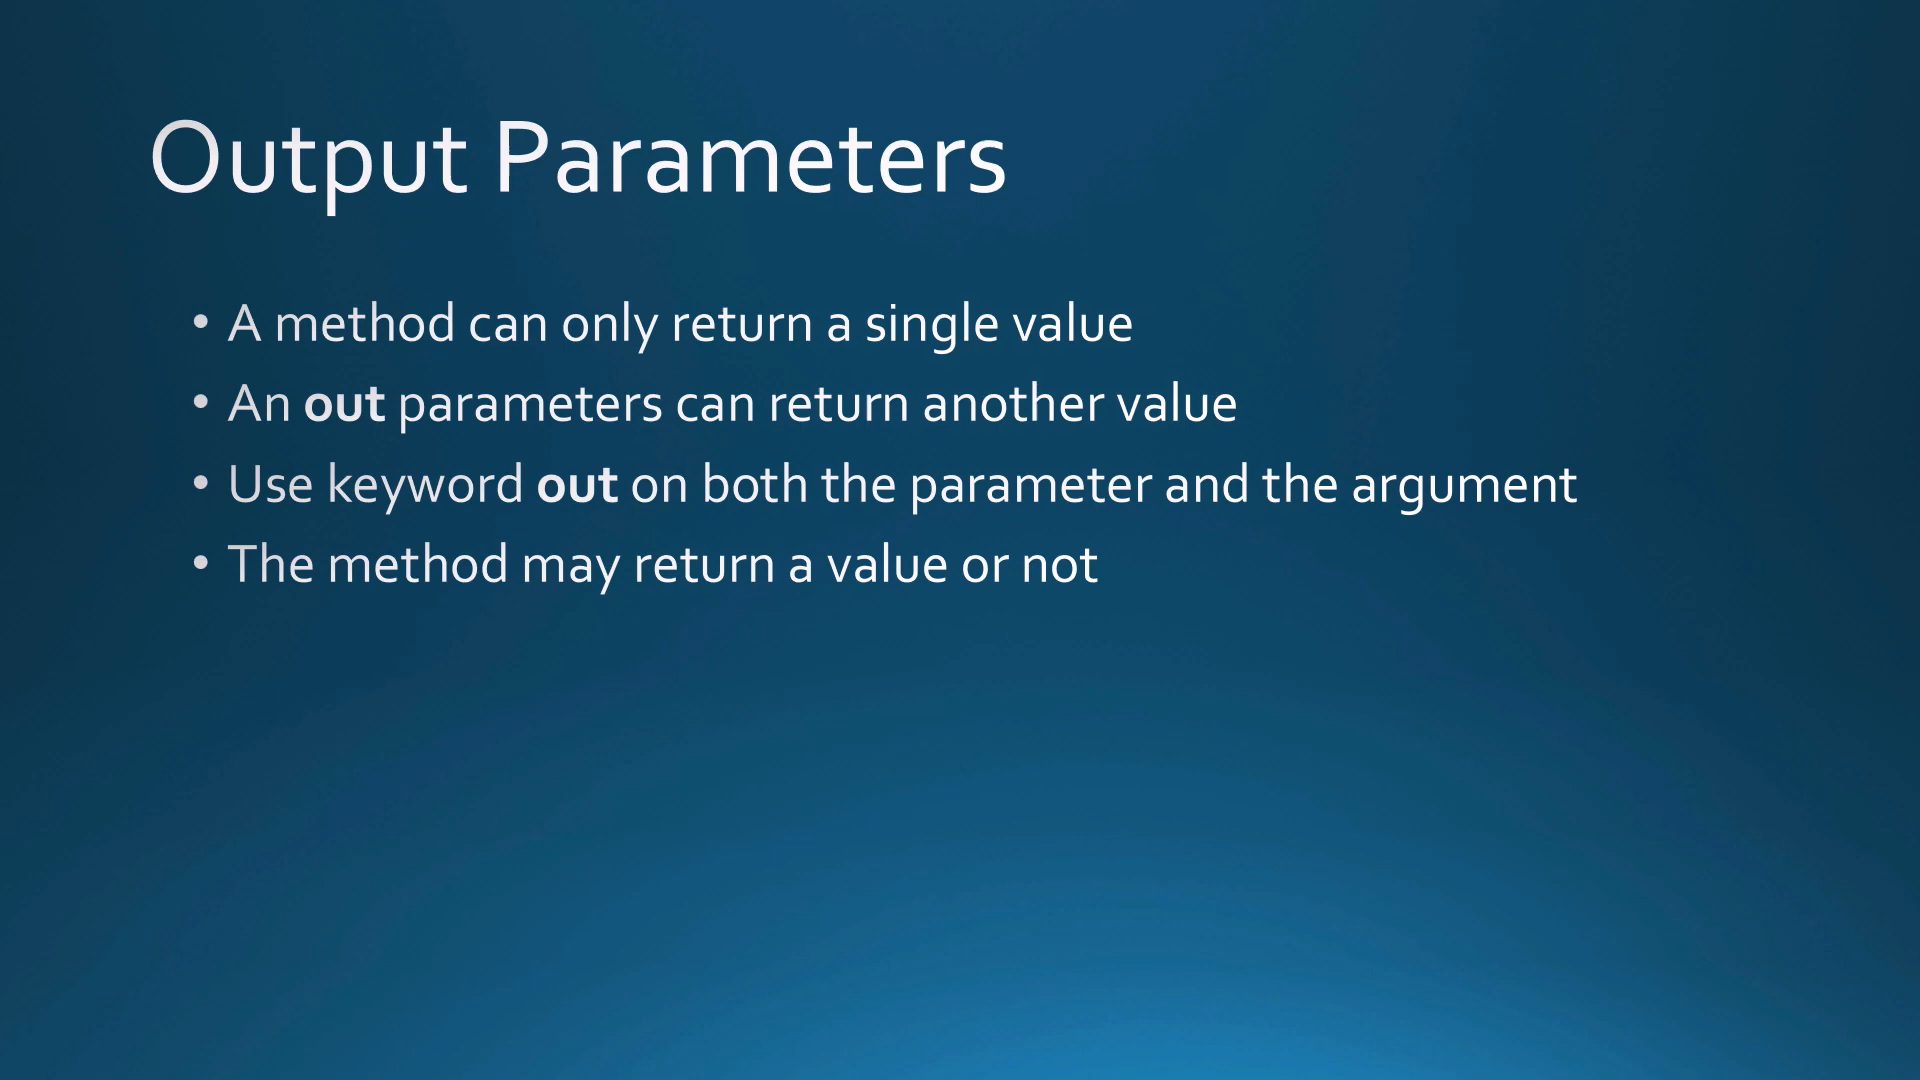 Output Parameters
• A method can only return a single value
• An out parameters can return another value
• Use keyword out on both the parameter and the argument
• The method may return a value or not